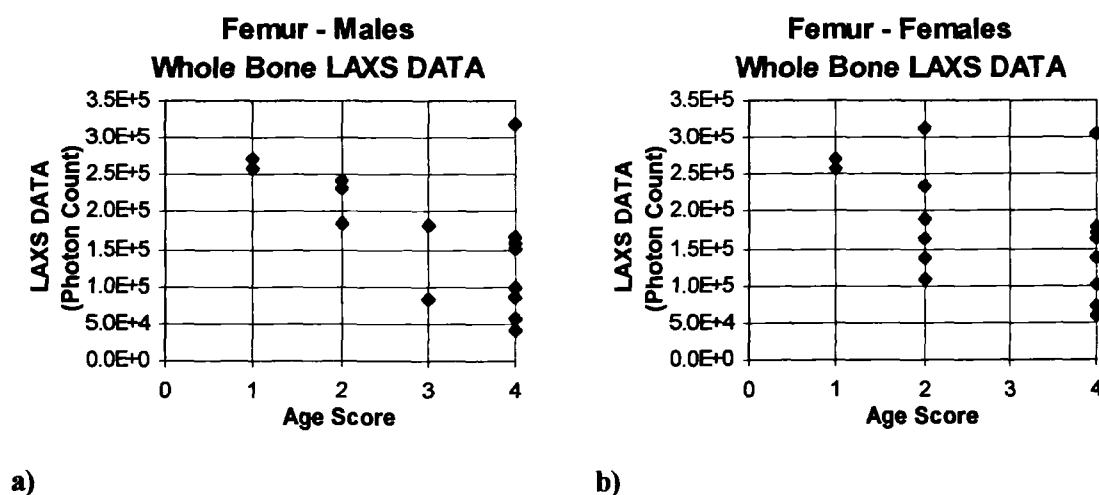 Femur - Males
Whole Bone LAXS DATA
LAXS DATA
(Photon Count)
3.5E+5
3.0E+5
2.5E+5
2.0E+5
1.5E+5
1.0E+5
5.0E+4
0.0E+0
0 1 2 3 4
Age Score
a)
Femur - Females
Whole Bone LAXS DATA
LAXS DATA
(Photon Count)
3.5E+5
3.0E+5
2.5E+5
2.0E+5
1.5E+5
1.0E+5
5.0E+4
0.0E+0
0 1 2 3 4
Age Score
b)